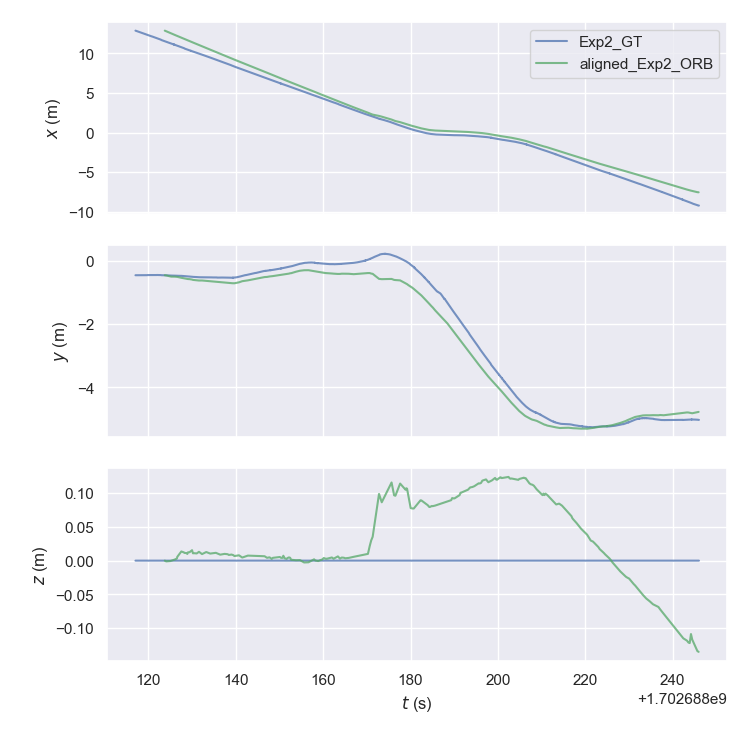 10
5
0
−5
−10
x (m)
Exp2_GT
aligned_Exp2_ORB
0
−2
−4
y (m)
0.10
0.05
0.00
−0.05
−0.10
z (m)
120 140 160 180 200 220 240
t (s)
+1.702688e9